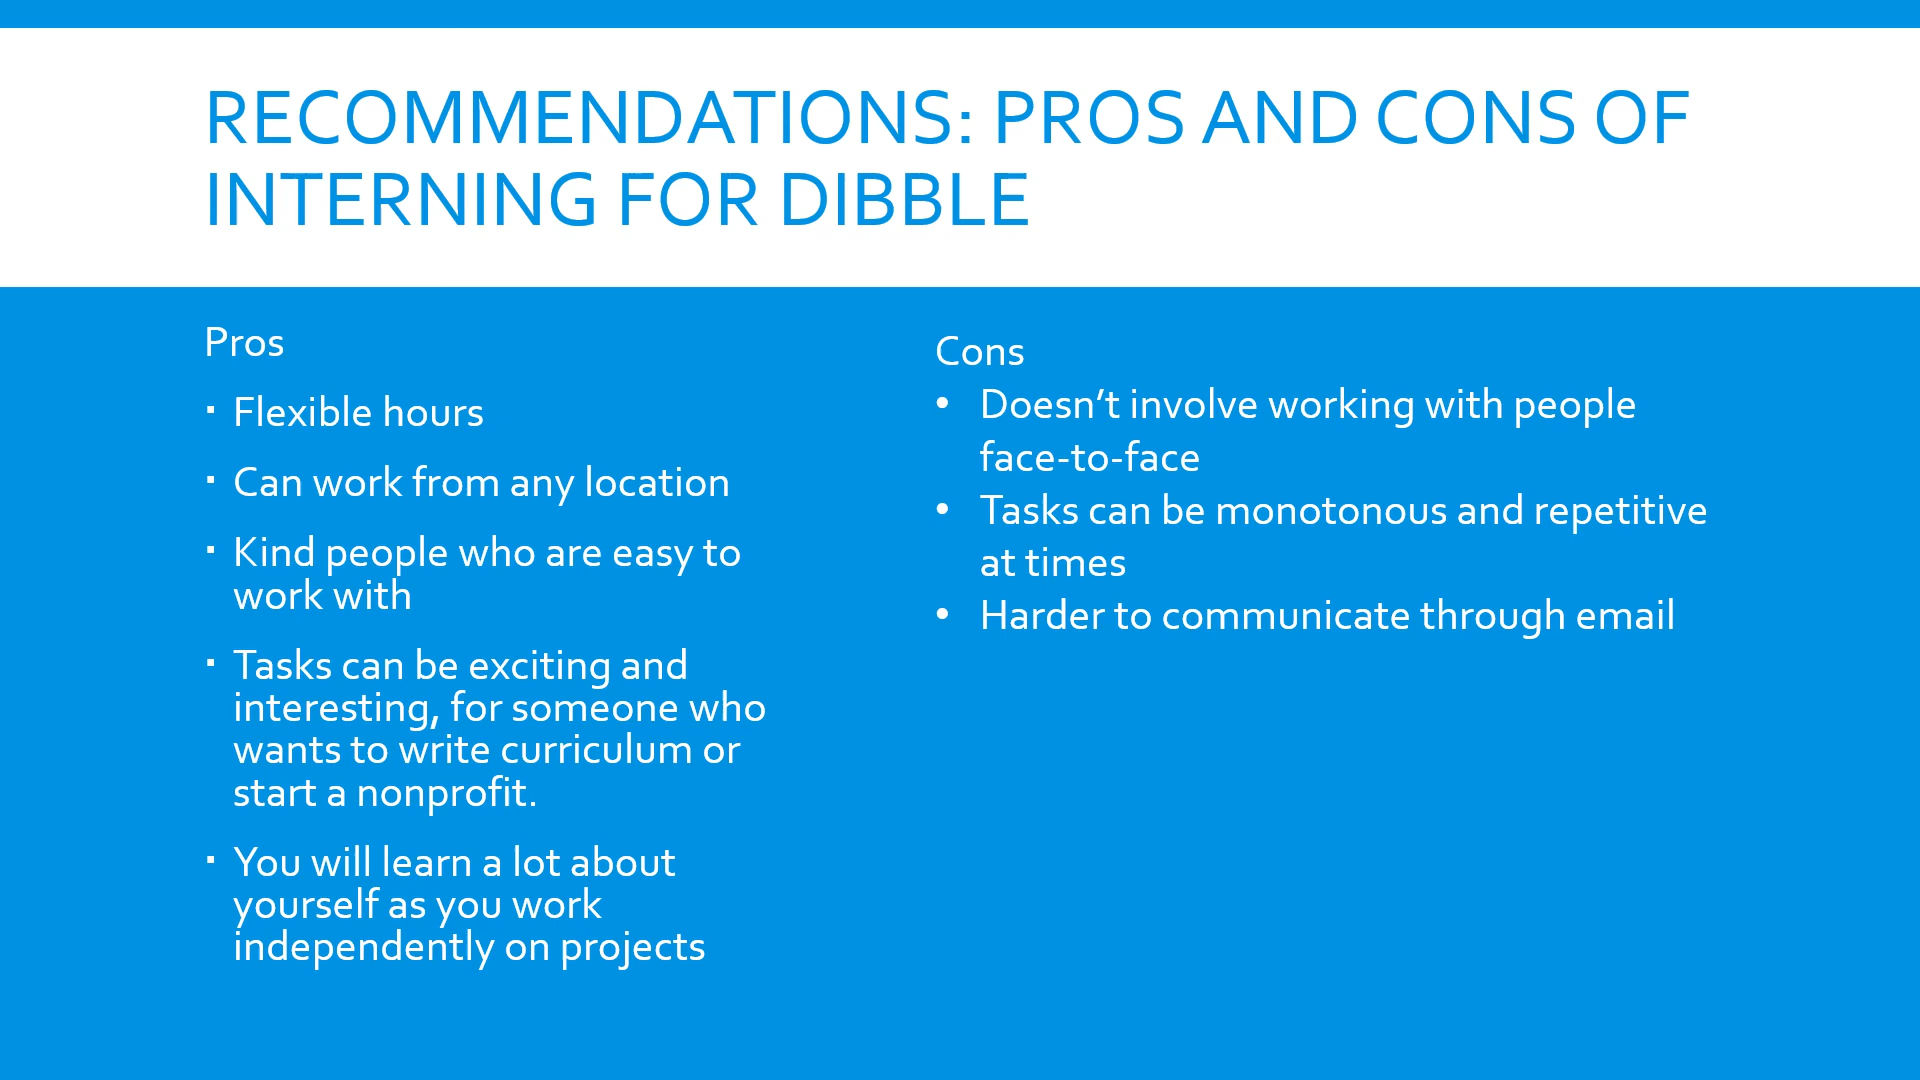 RECOMMENDATIONS: PROS AND CONS OF
INTERNING FOR DIBBLE
Pros
▪ Flexible hours
▪ Can work from any location
▪ Kind people who are easy to
work with
▪ Tasks can be exciting and
interesting, for someone who
wants to write curriculum or
start a nonprofit.
▪ You will learn a lot about
yourself as you work
independently on projects
Cons
• Doesn’t involve working with people
face-to-face
• Tasks can be monotonous and repetitive
at times
• Harder to communicate through email